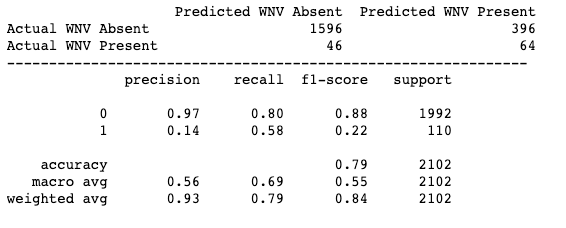 Predicted WNV Absent Predicted WNV Present
Actual WNV Absent 1596 396
Actual WNV Present 46 64
-----------------------------------------------------------------
precision recall f1-score support
0 0.97 0.80 0.88 1992
1 0.14 0.58 0.22 110
accuracy 0.79 2102
macro avg 0.56 0.69 0.55 2102
weighted avg 0.93 0.79 0.84 2102